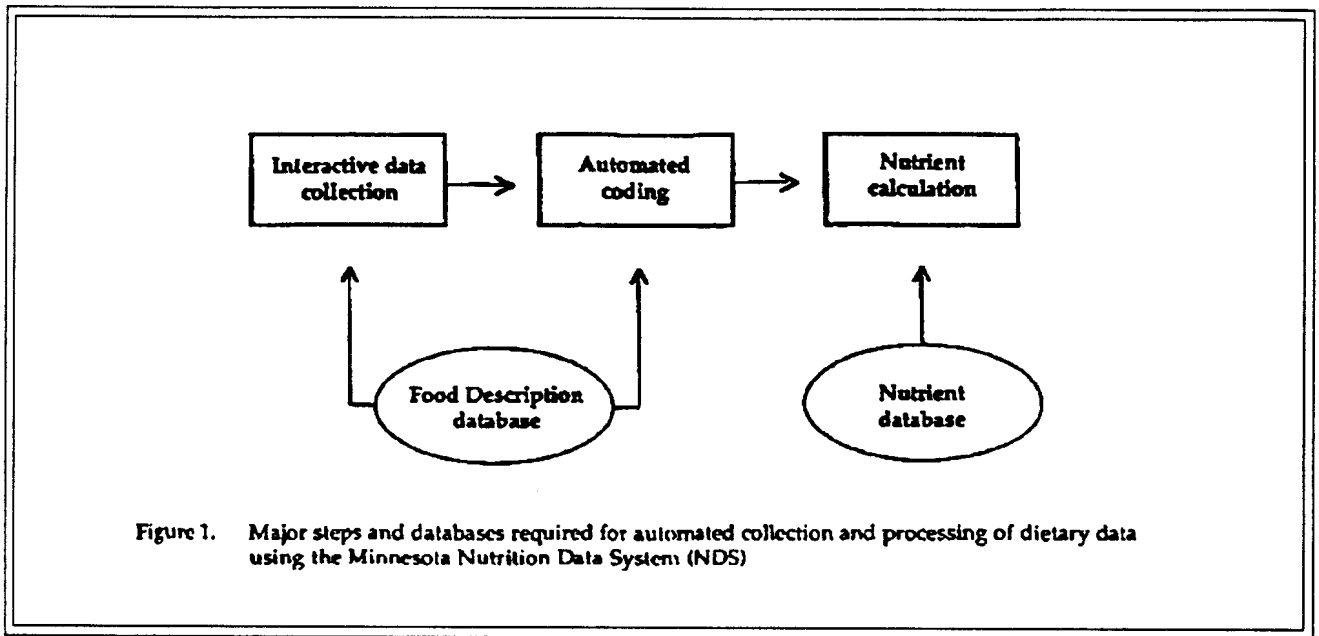 Interactive data
collection
Automated
coding
Nutrient
calculation
Food Description
database
Nutrient
database
Figure 1. Major steps and databases required for automated collection and processing of dietary data
using the Minnesota Nutrition Data System (NDS)